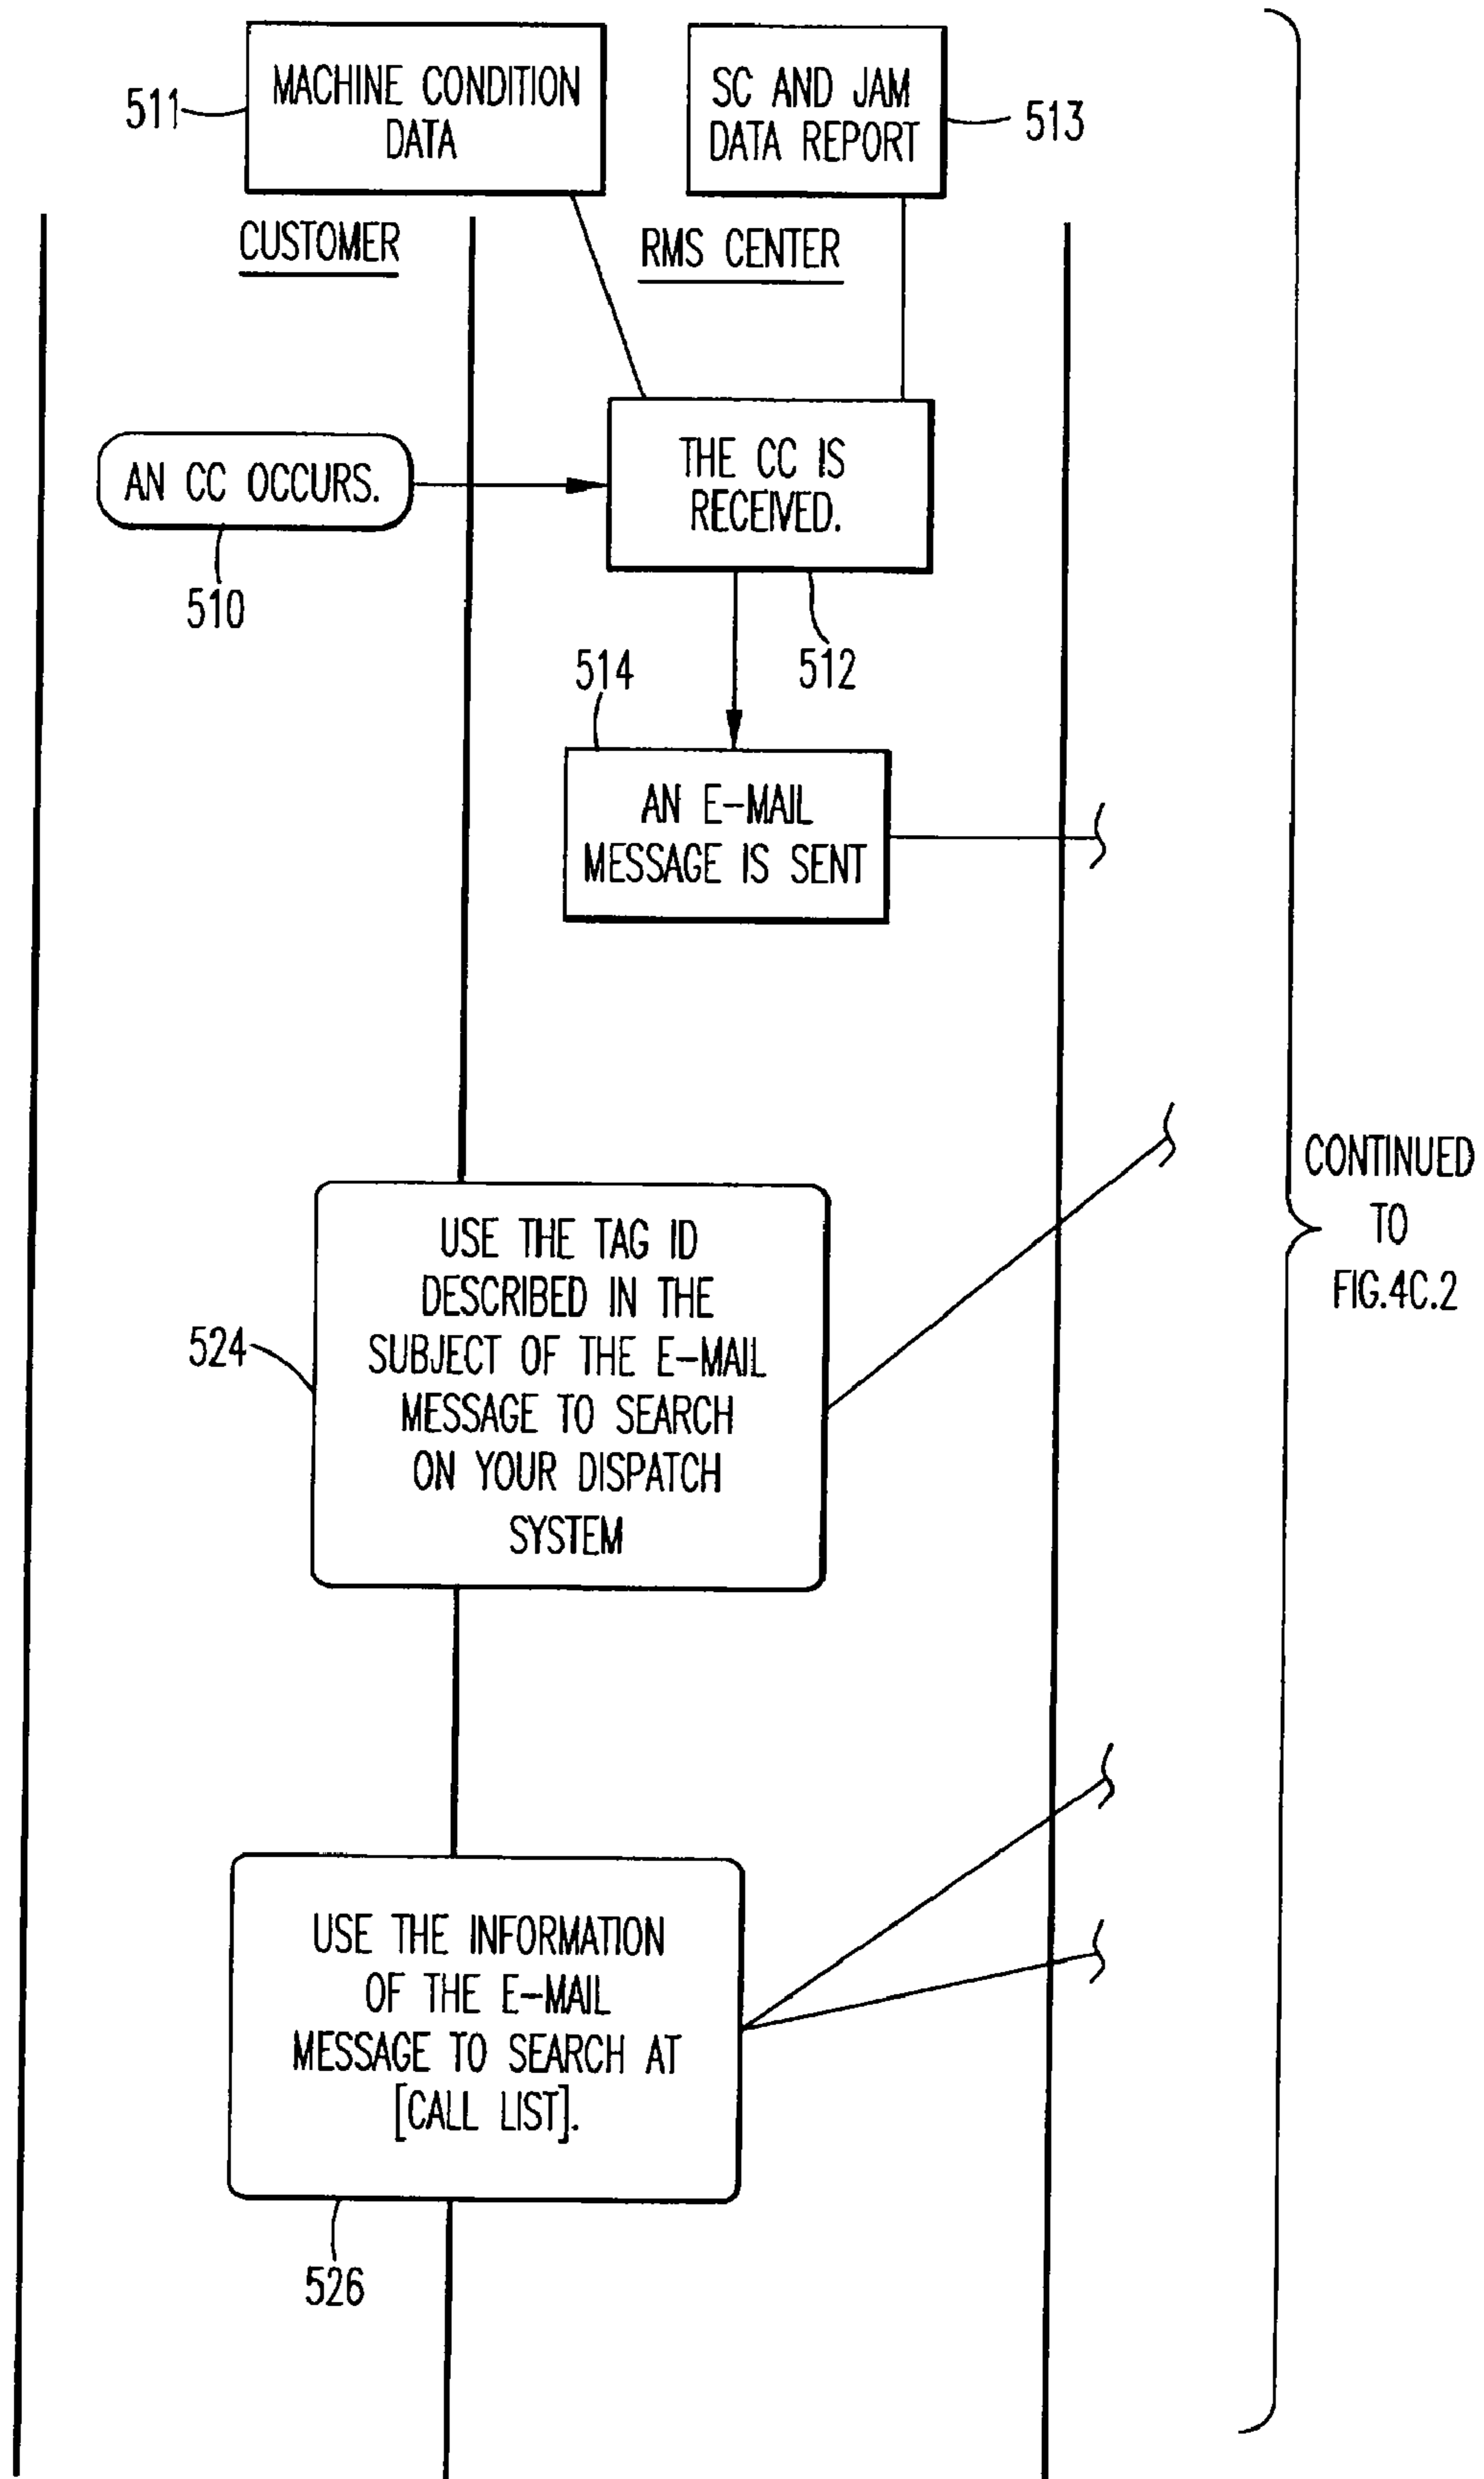 MACHINE CONDITION
DATA
511
SC AND JAM
DATA REPORT
513
CUSTOMER
RMS CENTER
AN CC OCCURS.
510
THE CC IS
RECEIVED.
512
514
AN E-MAIL
MESSAGE IS SENT
CONTINUED
TO
FIG.4C.2
524
USE THE TAG ID
DESCRIBED IN THE
SUBJECT OF THE E-MAIL
MESSAGE TO SEARCH
ON YOUR DISPATCH
SYSTEM
USE THE INFORMATION
OF THE E-MAIL
MESSAGE TO SEARCH AT
[CALL LIST].
526